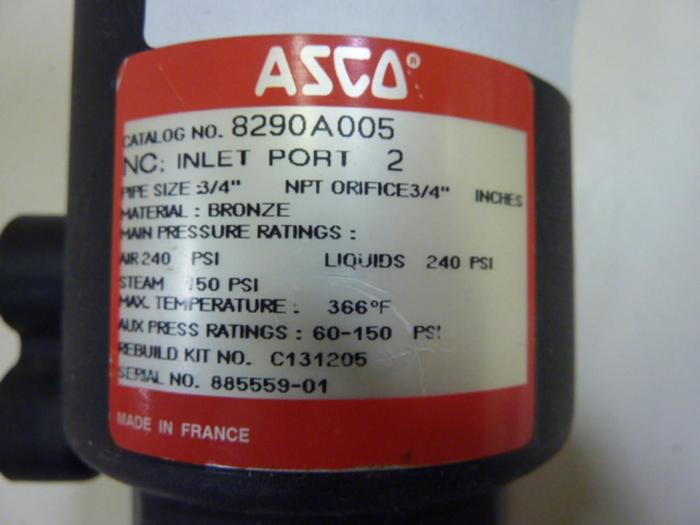 ASCO®
CATALOG NO. 8290A005
NC: INLET PORT 2
PIPE SIZE :3/4" NPT ORIFICE3/4" INCHES
MATERIAL : BRONZE
MAIN PRESSURE RATINGS :
AIR 240 PSI LIQUIDS 240 PSI
STEAM 150 PSI
MAX. TEMPERATURE : 366°F
AUX PRESS RATINGS : 60-150 PSI
REBUILD KIT NO. C131205
SERIAL NO. 885559-01
MADE IN FRANCE